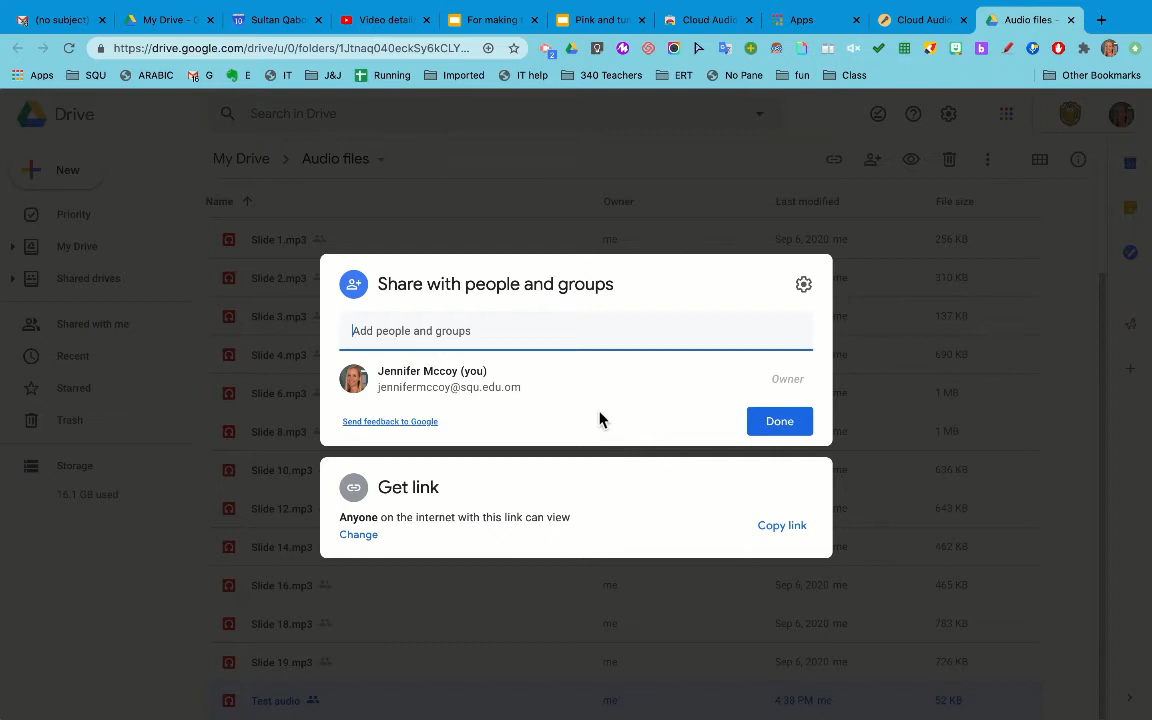 (no subject)
My Drive - G
Sultan Qabo
Video detail
For making t
Pink and tur
Cloud Audio
Apps
Cloud Audio
Audio files -
https://drive.google.com/drive/u/0/folders/1Jtnaq040eckSy6kCLY...
Apps
SQU
ARABIC
G
E
IT
J&J
Running
Imported
IT help
340 Teachers
ERT
No Pane
fun
Class
Other Bookmarks
Drive
Search in Drive
New
My Drive > Audio files
Priority
My Drive
Shared drives
Shared with me
Recent
Starred
Trash
Storage
16.1 GB used
Name Owner Last modified File size
Slide 1.mp3 me Sep 6, 2020 me 256 KB
Slide 2.mp3 me 310 KB
Slide 3.mp3 me 137 KB
Slide 4.mp3 me 690 KB
Slide 6.mp3 me 1 MB
Slide 8.mp3 me 1 MB
Slide 10.mp3 me 636 KB
Slide 12.mp3 me 643 KB
Slide 14.mp3 me 462 KB
Slide 16.mp3 me Sep 6, 2020 me 465 KB
Slide 18.mp3 me Sep 6, 2020 me 783 KB
Slide 19.mp3 me Sep 6, 2020 me 726 KB
Test audio me 4:38 PM me 52 KB
Share with people and groups
Add people and groups
Jennifer Mccoy (you)
jennifermccoy@squ.edu.om
Owner
Send feedback to Google
Done
Get link
Anyone on the internet with this link can view
Change
Copy link